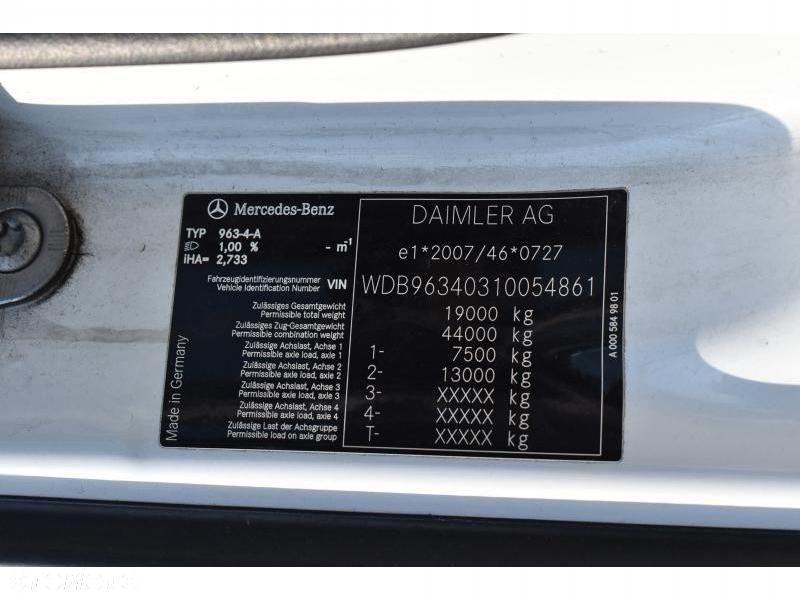 Mercedes-Benz
TYP 963-4-A
1,00 % - m-1
iHA= 2,733
DAIMLER AG
e1*2007/46*0727
Fahrzeugidentifizierungsnummer
Vehicle Identification Number VIN WDB96340310054861
Zulässiges Gesamtgewicht
Permissible total weight 19000 kg
Zulässiges Zug-Gesamtgewicht
Permissible combination weight 44000 kg
Zulässige Achslast, Achse 1
Permissible axle load, axle 1 1- 7500 kg
Zulässige Achslast, Achse 2
Permissible axle load, axle 2 2- 13000 kg
Zulässige Achslast, Achse 3
Permissible axle load, axle 3 3- XXXXX kg
Zulässige Achslast, Achse 4
Permissible axle load, axle 4 4- XXXXX kg
Zulässige Last der Achsgruppe
Permissible load on axle group T- XXXXX kg
Made in Germany
A 000 584 98 01